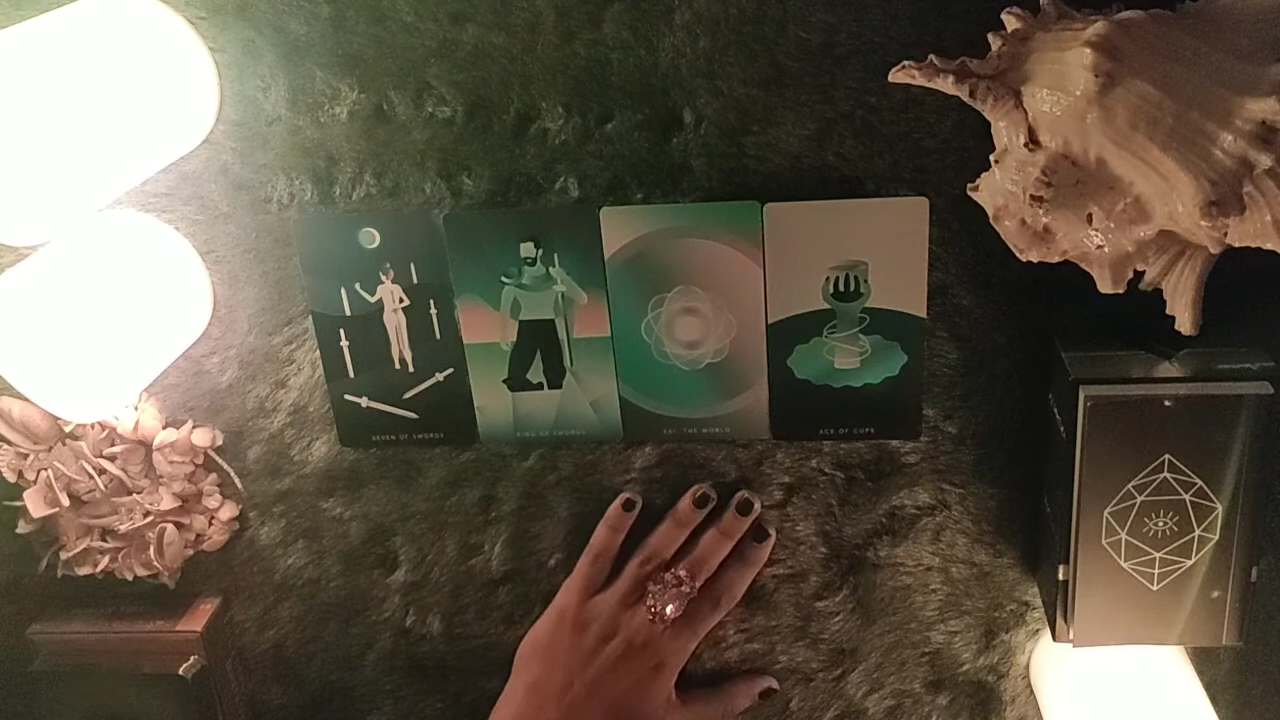 SEVEN OF SWORDS
KING OF SWORDS
XXI. THE WORLD
ACE OF CUPS